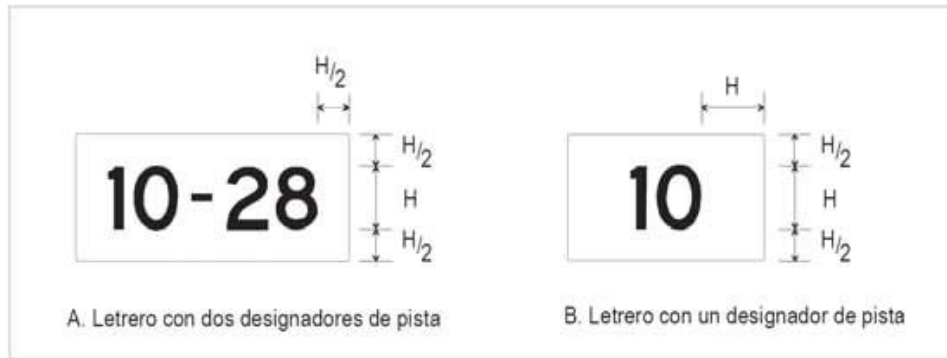 H/2
H
10-28
H/2
H
H/2
10
H/2
H
H/2
A. Letrero con dos designadores de pista
B. Letrero con un designador de pista